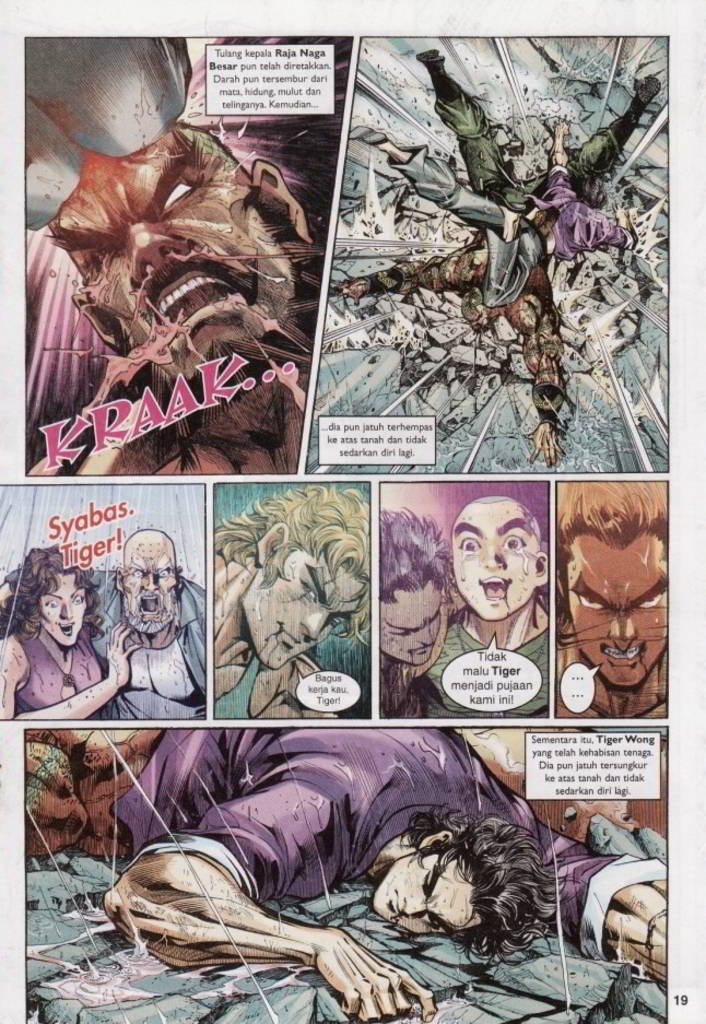 Tulang kepala Raja Naga
Besar pun telah diretakkan.
Darah pun tersembur dari
mata, hidung, mulut dan
telinganya. Kemudian...
KRAAK...
...dia pun jatuh terhempas
ke atas tanah dan tidak
sedarkan diri lagi.
Syabas.
Tiger!
Bagus
kerja kau,
Tiger!
Tidak
malu Tiger
menjadi pujaan
kami ini!
...
...
Sementara itu, Tiger Wong
yang telah kehabisan tenaga.
Dia pun jatuh tersungkur
ke atas tanah dan tidak
sedarkan diri lagi.
19